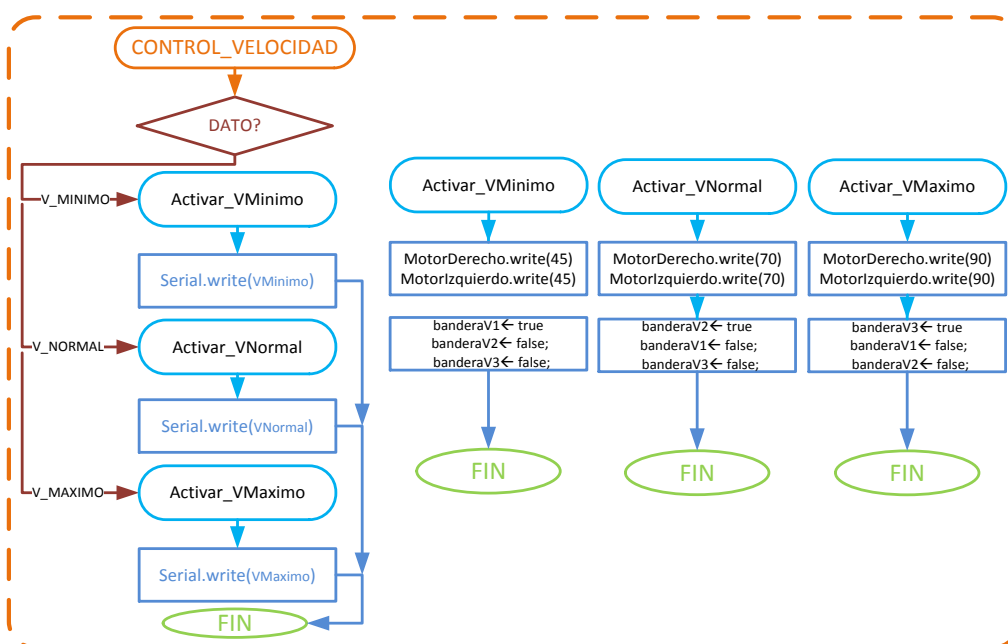 CONTROL_VELOCIDAD
DATO?
V_MINIMO
Activar_VMinimo
Serial.write(VMinimo)
V_NORMAL
Activar_VNormal
Serial.write(VNormal)
V_MAXIMO
Activar_VMaximo
Serial.write(VMaximo)
FIN
Activar_VMinimo
MotorDerecho.write(45)
MotorIzquierdo.write(45)
banderaV1← true
banderaV2← false;
banderaV3← false;
FIN
Activar_VNormal
MotorDerecho.write(70)
MotorIzquierdo.write(70)
banderaV2← true
banderaV1← false;
banderaV3← false;
FIN
Activar_VMaximo
MotorDerecho.write(90)
MotorIzquierdo.write(90)
banderaV3← true
banderaV1← false;
banderaV2← false;
FIN